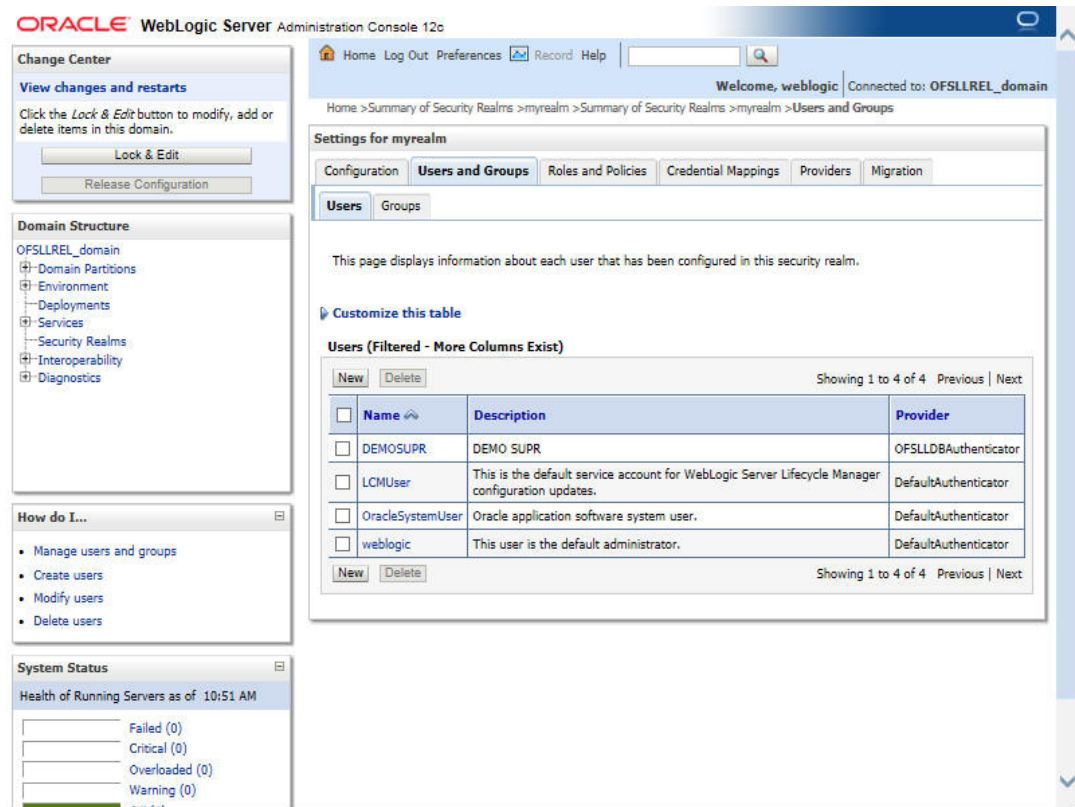 ORACLE WebLogic Server Administration Console 12c
Change Center
View changes and restarts
Click the Lock & Edit button to modify, add or
delete items in this domain.
Lock & Edit
Release Configuration
Domain Structure
OFSLLREL_domain
Domain Partitions
Environment
Deployments
Services
Security Realms
Interoperability
Diagnostics
How do I...
Manage users and groups
Create users
Modify users
Delete users
System Status
Health of Running Servers as of 10:51 AM
Failed (0)
Critical (0)
Overloaded (0)
Warning (0)
Home Log Out Preferences Record Help
Welcome, weblogic Connected to: OFSLLREL_domain
Home >Summary of Security Realms >myrealm >Summary of Security Realms >myrealm >Users and Groups
Settings for myrealm
Configuration Users and Groups Roles and Policies Credential Mappings Providers Migration
Users Groups
This page displays information about each user that has been configured in this security realm.
Customize this table
Users (Filtered - More Columns Exist)
New Delete Showing 1 to 4 of 4 Previous | Next
Name Description Provider
DEMOSUPR DEMO SUPR OFSLLDBAuthenticator
LCMUser This is the default service account for WebLogic Server Lifecycle Manager
configuration updates. DefaultAuthenticator
OracleSystemUser Oracle application software system user. DefaultAuthenticator
weblogic This user is the default administrator. DefaultAuthenticator
New Delete Showing 1 to 4 of 4 Previous | Next